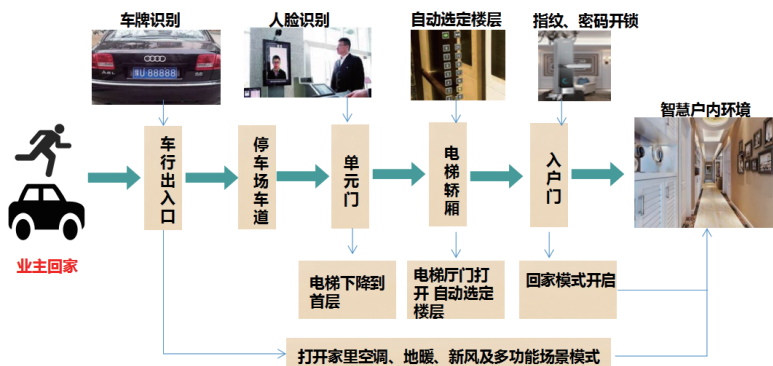 车牌识别
人脸识别
自动选定楼层
指纹、密码开锁
智慧户内环境
U·88888
业主回家
车行出入口
停车场车道
单元门
电梯轿厢
入户门
电梯下降到
首层
电梯厅门打
开 自动选定
楼层
回家模式开启
打开家里空调、地暖、新风及多功能场景模式